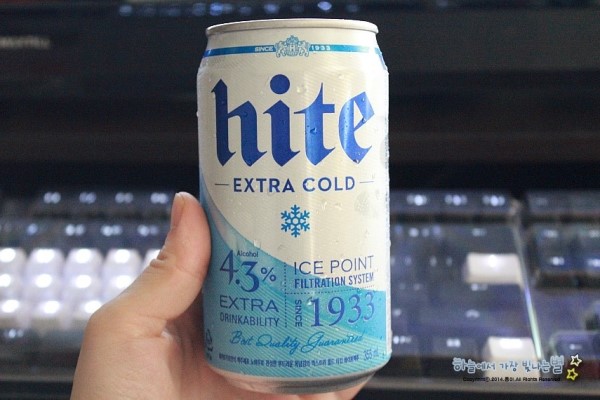 SINCE 1933
hite
EXTRA COLD
Alcohol
4.3%
EXTRA
DRINKABILITY
ICE POINT
FILTRATION SYSTEM
SINCE 1933
Best Quality Guaranteed
355 mL
하늘에서 가장 빛나는별